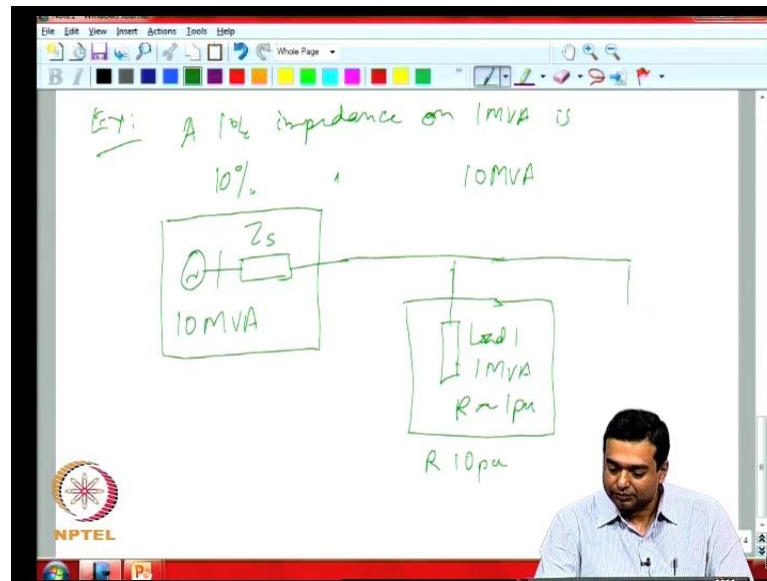 File Edit View Insert Actions Tools Help
Whole Page
B I
Ex: A 1% impedance on 1MVA is
10% 10MVA
Zs
10MVA
Load 1
1MVA
R ~ 1pu
R 10pu
NPTEL